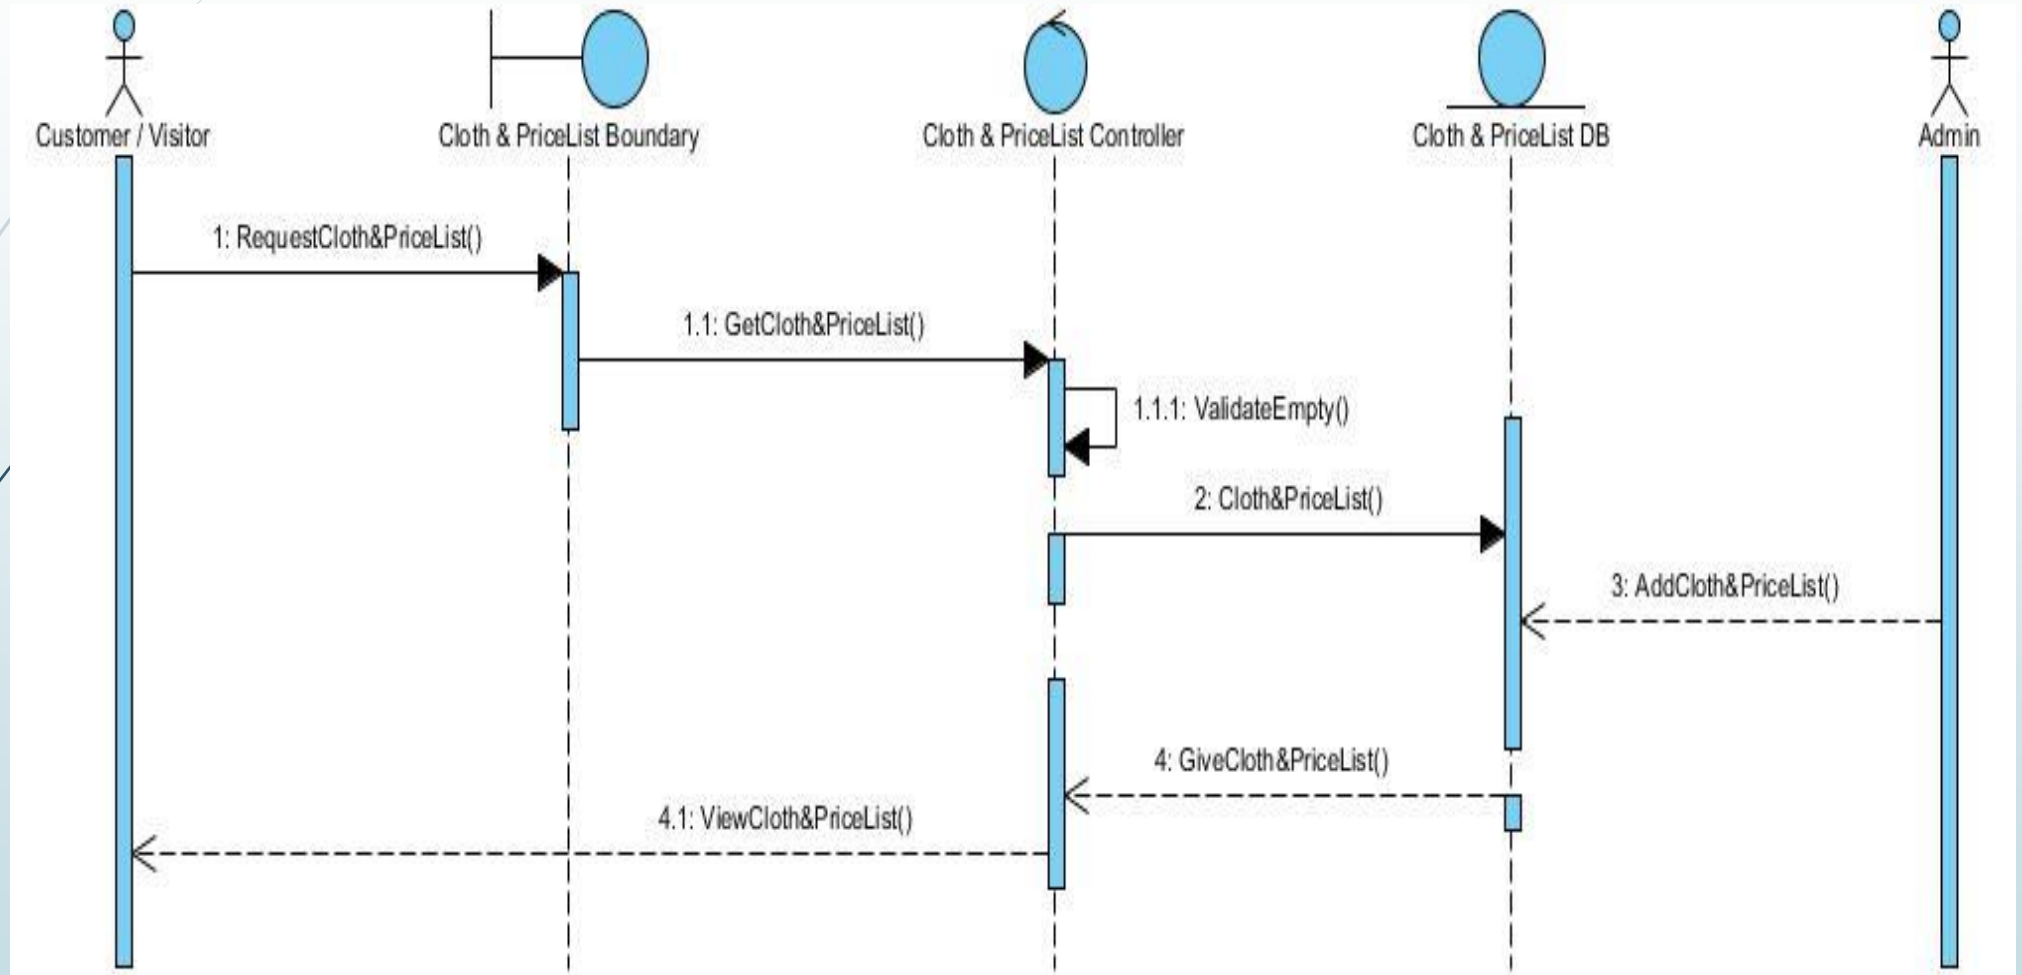 Customer / Visitor
Cloth & PriceList Boundary
Cloth & PriceList Controller
Cloth & PriceList DB
Admin
1: RequestCloth&PriceList()
1.1: GetCloth&PriceList()
1.1.1: ValidateEmpty()
2: Cloth&PriceList()
3: AddCloth&PriceList()
4: GiveCloth&PriceList()
4.1: ViewCloth&PriceList()